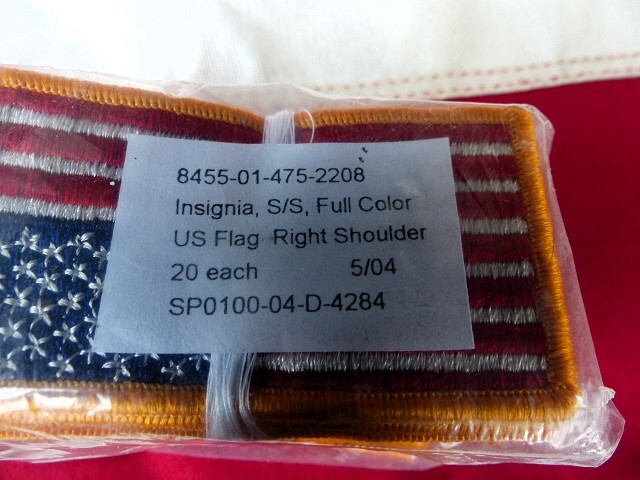 8455-01-475-2208
Insignia, S/S, Full Color
US Flag Right Shoulder
20 each 5/04
SP0100-04-D-4284